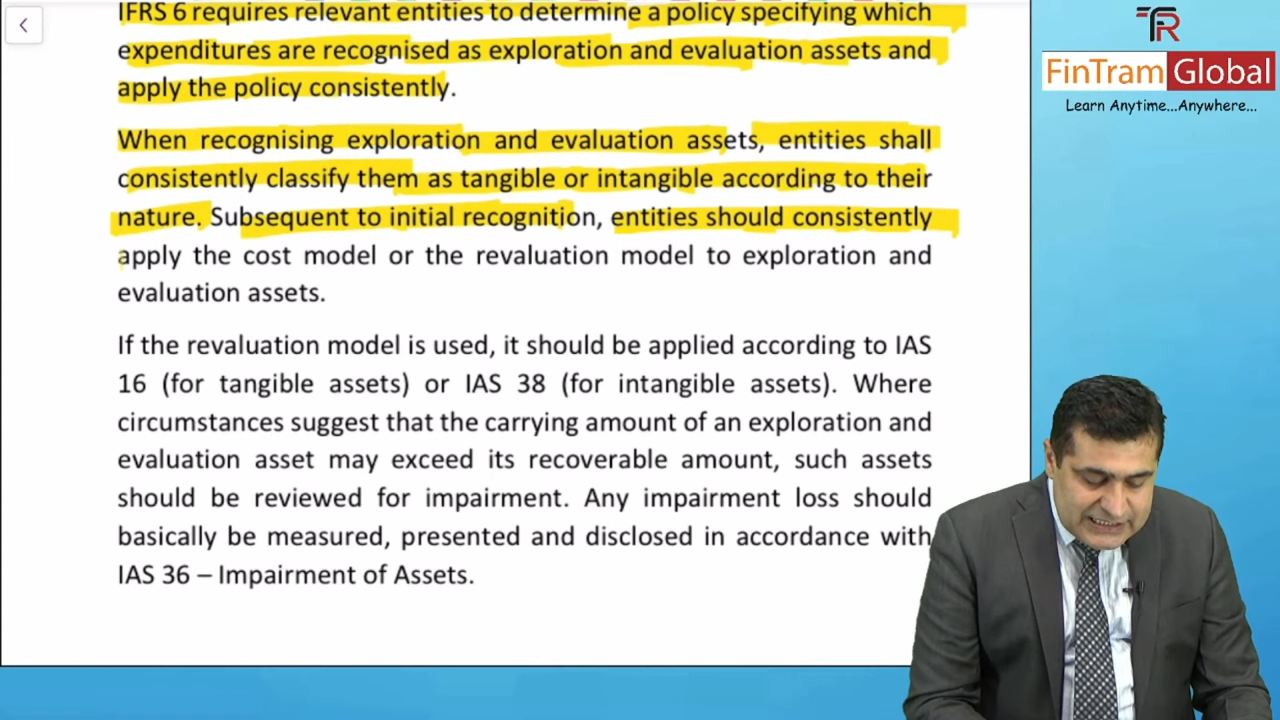 IFRS 6 requires relevant entities to determine a policy specifying which
expenditures are recognised as exploration and evaluation assets and
apply the policy consistently.
When recognising exploration and evaluation assets, entities shall
consistently classify them as tangible or intangible according to their
nature. Subsequent to initial recognition, entities should consistently
apply the cost model or the revaluation model to exploration and
evaluation assets.
If the revaluation model is used, it should be applied according to IAS
16 (for tangible assets) or IAS 38 (for intangible assets). Where
circumstances suggest that the carrying amount of an exploration and
evaluation asset may exceed its recoverable amount, such assets
should be reviewed for impairment. Any impairment loss should
basically be measured, presented and disclosed in accordance with
IAS 36 – Impairment of Assets.
TR
FinTram Global
Learn Anytime...Anywhere...